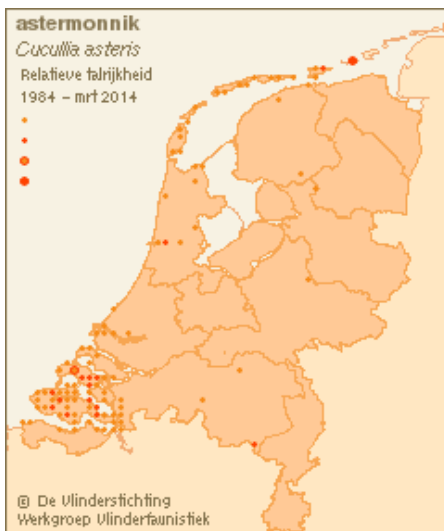 astermonnik
Cucullia asteris
Relatieve talrijkheid
1984 – mrt 2014
© De Vlinderstichting
Werkgroep Vlinderfaunistiek